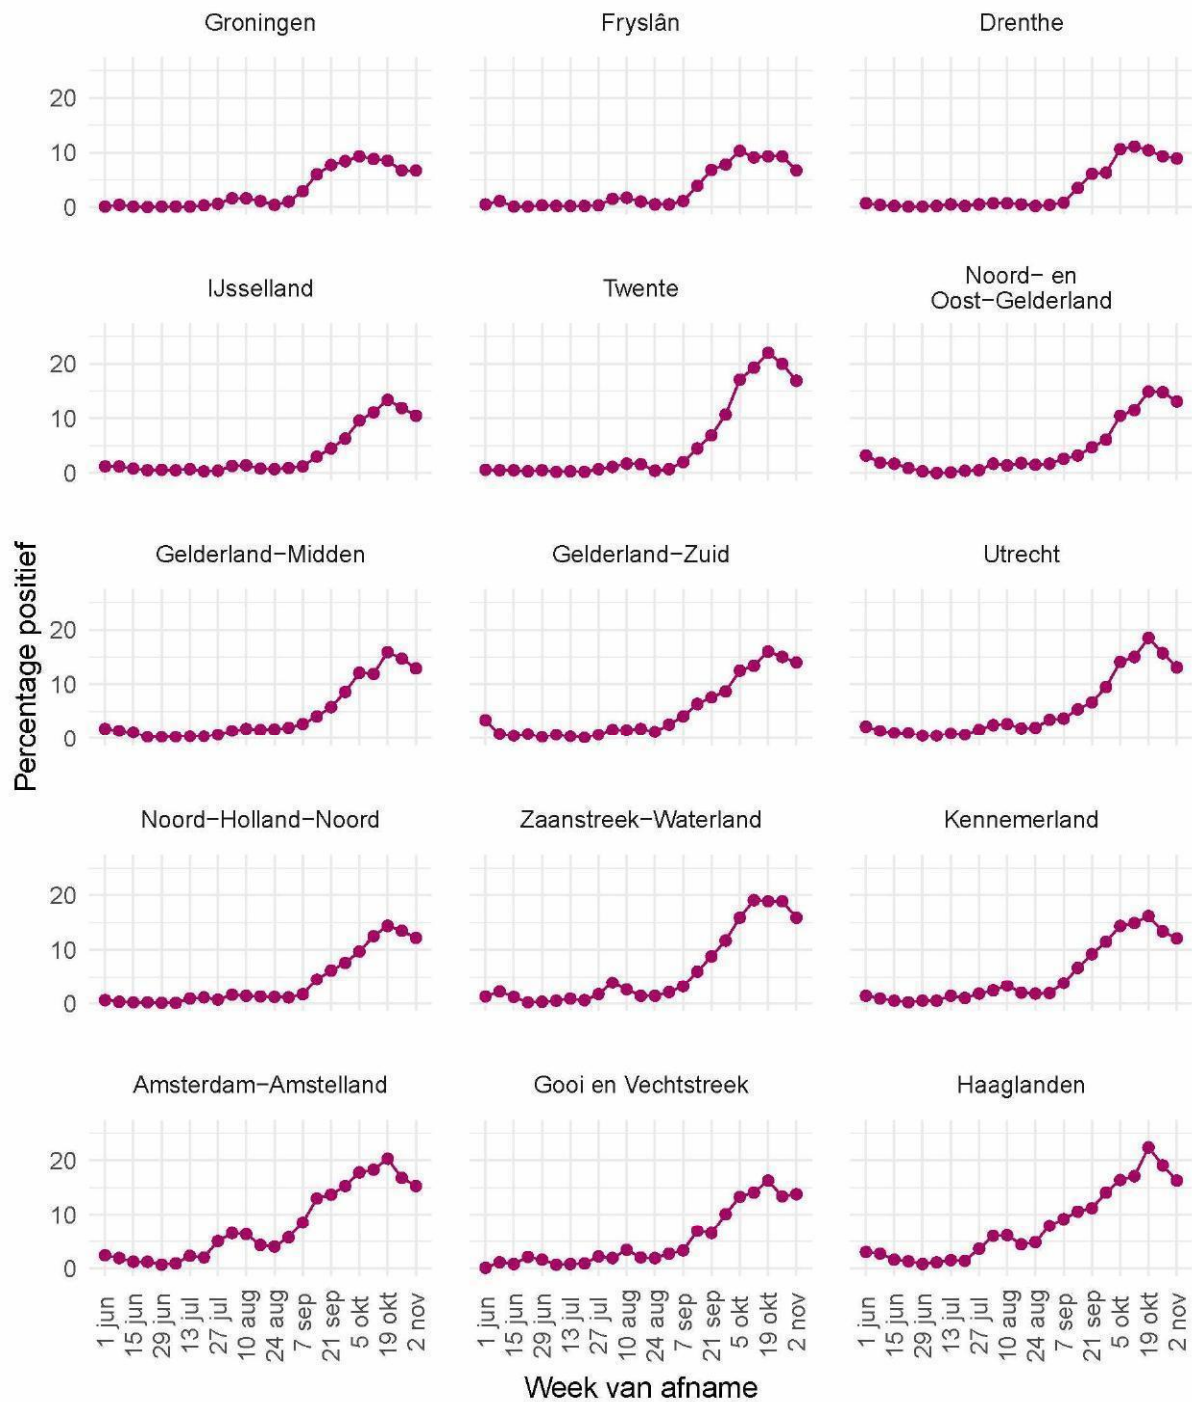 Groningen
Fryslân
Drenthe
20
10
0
IJsselland
Twente
Noord- en
Oost-Gelderland
20
10
0
Percentage positief
Gelderland-Midden
Gelderland-Zuid
Utrecht
20
10
0
Noord-Holland-Noord
Zaanstreek-Waterland
Kennemerland
20
10
0
Amsterdam-Amstelland
Gooi en Vechtstreek
Haaglanden
20
10
0
1 jun
15 jun
29 jun
13 jul
27 jul
10 aug
24 aug
7 sep
21 sep
5 okt
19 okt
2 nov
1 jun
15 jun
29 jun
13 jul
27 jul
10 aug
24 aug
7 sep
21 sep
5 okt
19 okt
2 nov
1 jun
15 jun
29 jun
13 jul
27 jul
10 aug
24 aug
7 sep
21 sep
5 okt
19 okt
2 nov
Week van afname